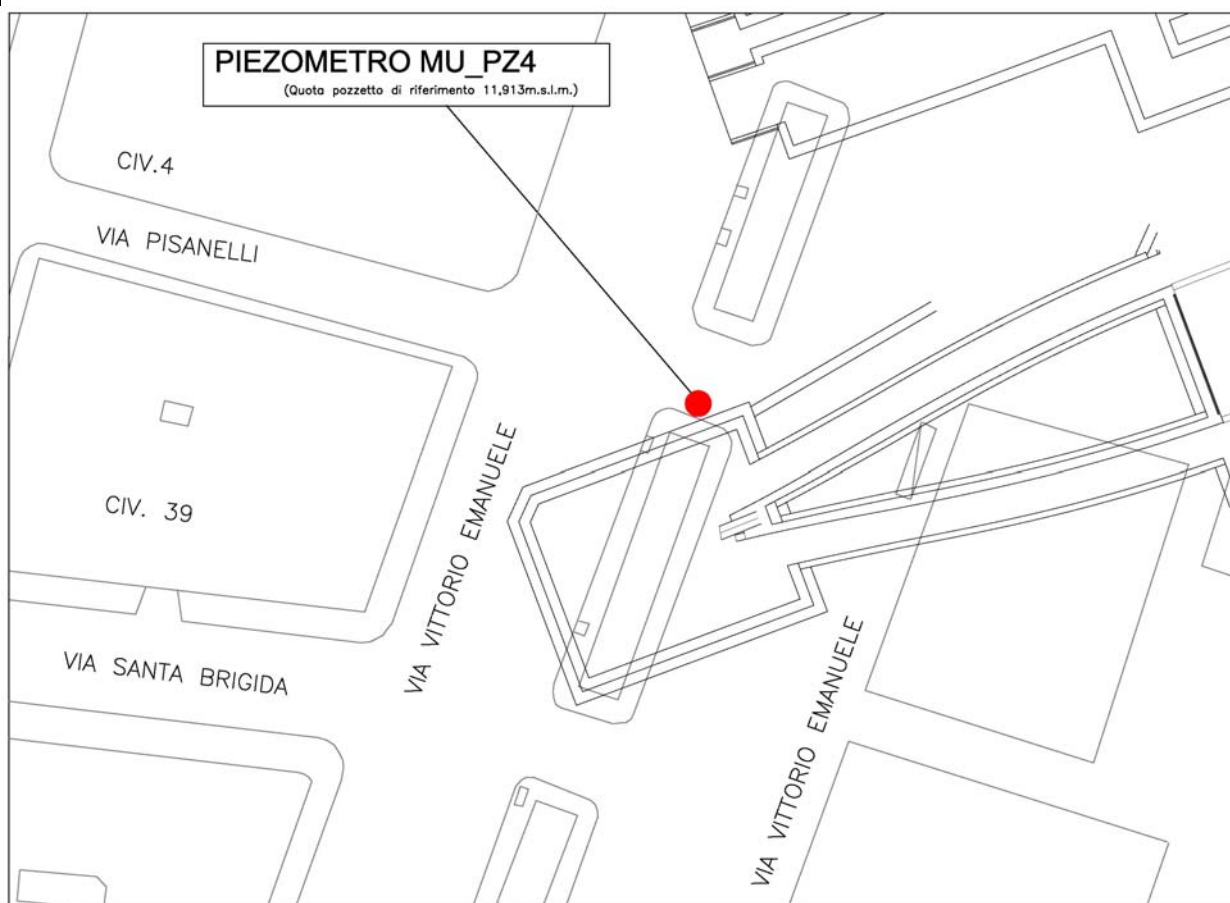 PIEZOMETRO MU_PZ4
(Quota pozzetto di riferimento 11,913m.s.l.m.)
CIV.4
VIA PISANELLI
CIV. 39
VIA VITTORIO EMANUELE
VIA SANTA BRIGIDA
VIA VITTORIO EMANUELE